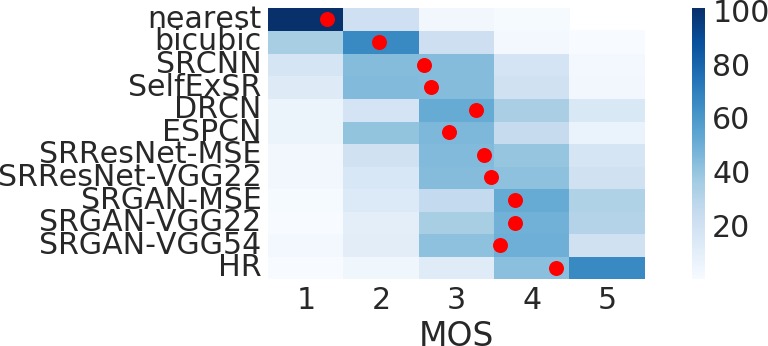 nearest
bicubic
SRCNN
SelfExSR
DRCN
ESPCN
SRResNet-MSE
SRResNet-VGG22
SRGAN-MSE
SRGAN-VGG22
SRGAN-VGG54
HR
1 2 3 4 5
MOS
100
80
60
40
20